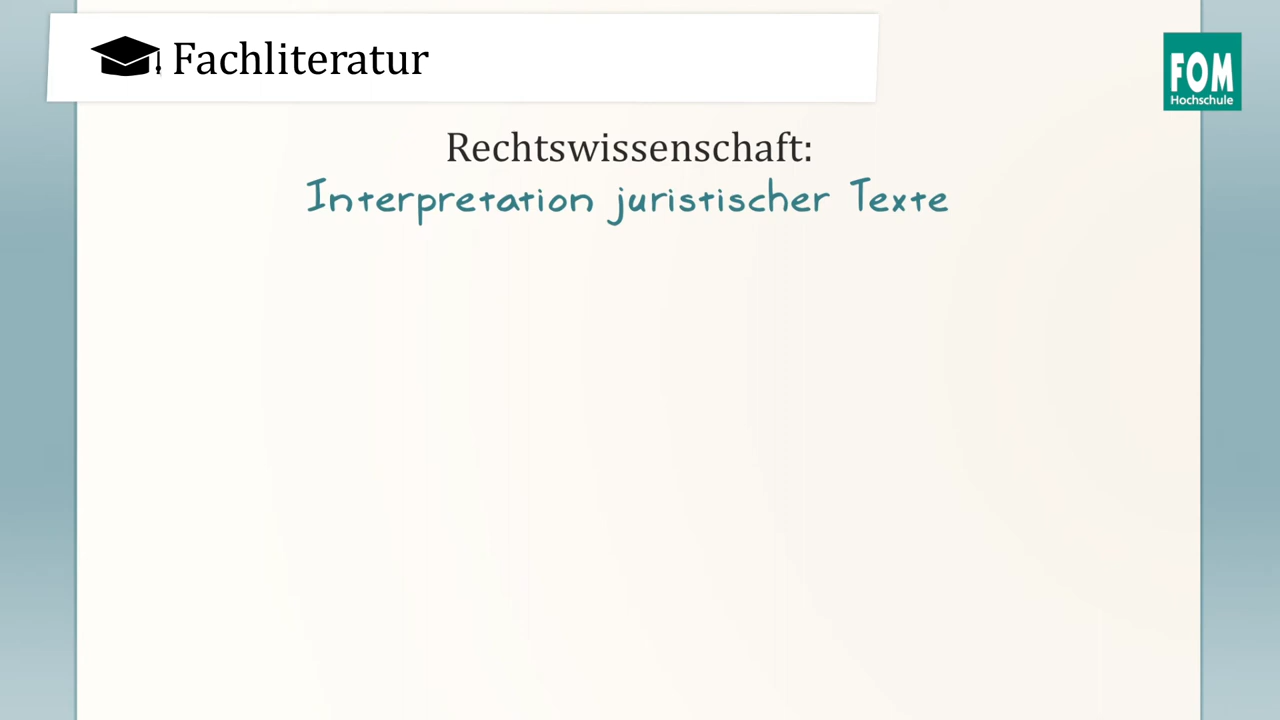 Fachliteratur
FOM
Hochschule
Rechtswissenschaft:
Interpretation juristischer Texte